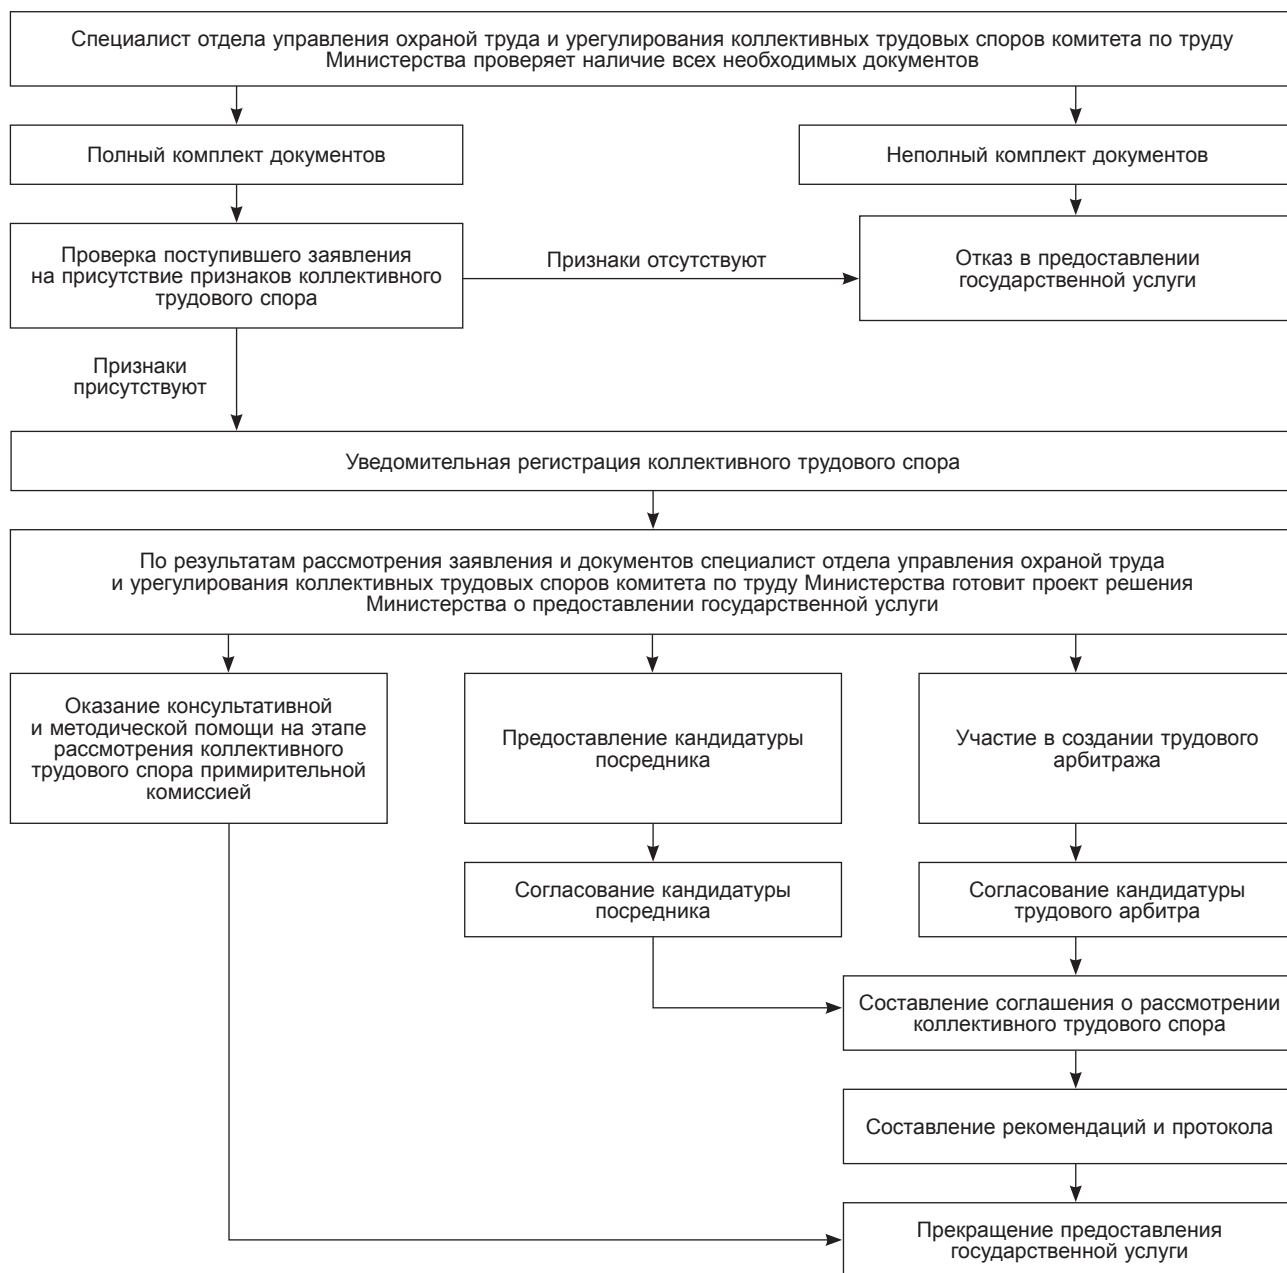 Специалист отдела управления охраной труда и урегулирования коллективных трудовых споров комитета по труду
Министерства проверяет наличие всех необходимых документов
Полный комплект документов
Неполный комплект документов
Проверка поступившего заявления
на присутствие признаков коллективного
трудового спора
Признаки отсутствуют
Отказ в предоставлении
государственной услуги
Признаки
присутствуют
Уведомительная регистрация коллективного трудового спора
По результатам рассмотрения заявления и документов специалист отдела управления охраной труда
и урегулирования коллективных трудовых споров комитета по труду Министерства готовит проект решения
Министерства о предоставлении государственной услуги
Оказание консультативной
и методической помощи на этапе
рассмотрения коллективного
трудового спора примирительной
комиссией
Предоставление кандидатуры
посредника
Участие в создании трудового
арбитража
Согласование кандидатуры
посредника
Согласование кандидатуры
трудового арбитра
Составление соглашения о рассмотрении
коллективного трудового спора
Составление рекомендаций и протокола
Прекращение предоставления
государственной услуги